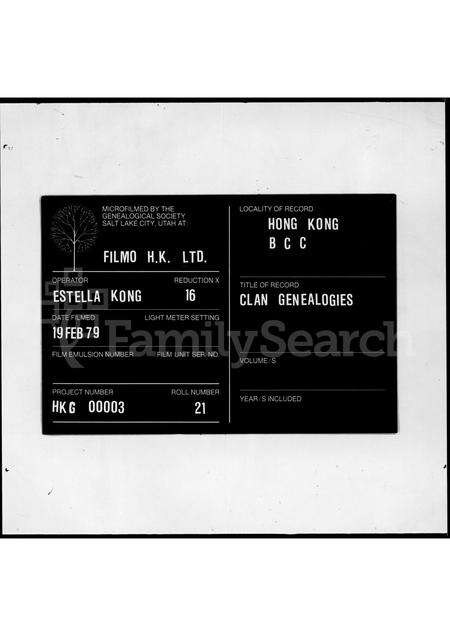 MICROFILMED BY THE
GENEALOGICAL SOCIETY
SALT LAKE CITY, UTAH AT:
FILMO H.K. LTD.
OPERATOR REDUCTION X
ESTELLA KONG 16
DATE FILMED LIGHT METER SETTING
19 FEB 79
FILM EMULSION NUMBER FILM UNIT SER. NO.
PROJECT NUMBER ROLL NUMBER
HKG 00003 21
LOCALITY OF RECORD
HONG KONG
B C C
TITLE OF RECORD
CLAN GENEALOGIES
VOLUME/S
YEAR/S INCLUDED
FamilySearch